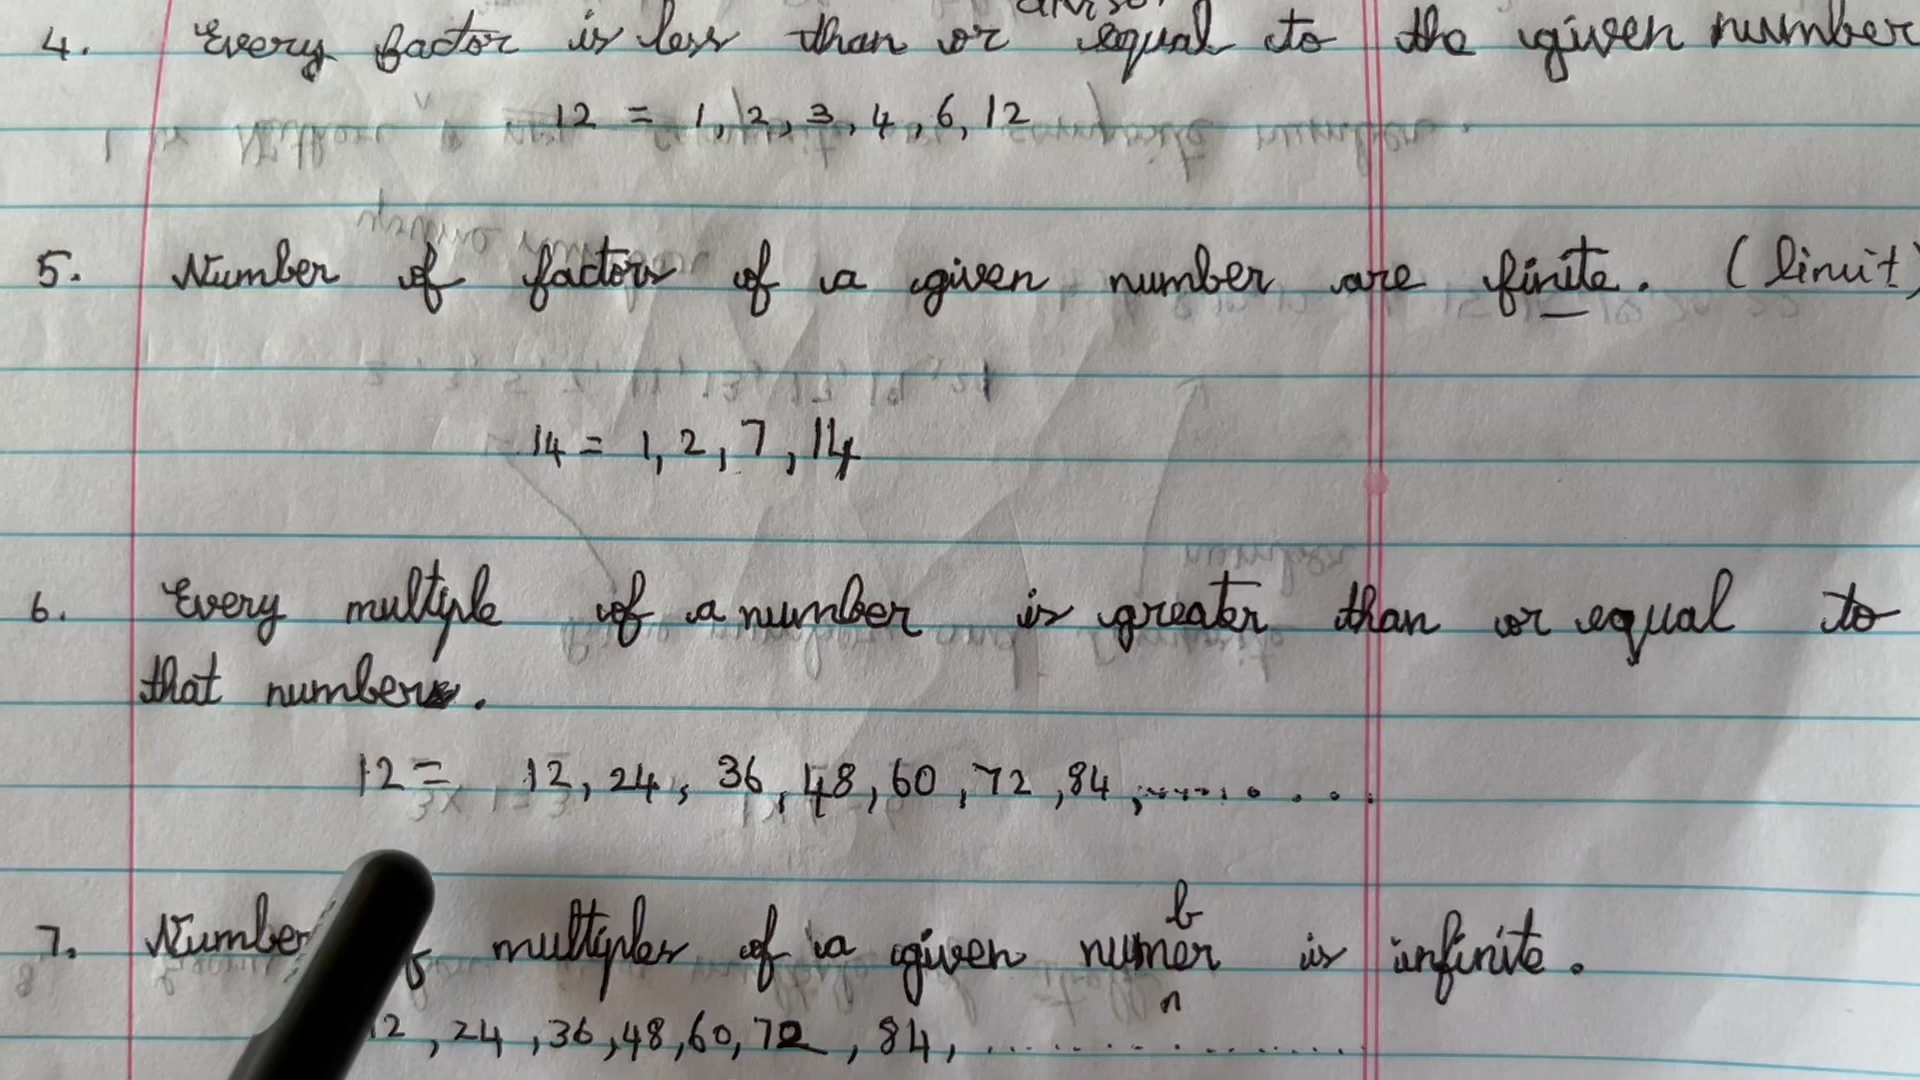 4. Every factor is less than or equal to the given number
12 = 1, 2, 3, 4, 6, 12
5. Number of factors of a given number are finite. (limit)
14 = 1, 2, 7, 14
6. Every multiple of a number is greater than or equal to
that number.
12 = 12, 24, 36, 48, 60, 72, 84, ...........
b
7. Number multiples of a given numer is infinite.
n
12, 24, 36, 48, 60, 72, 84, ..................